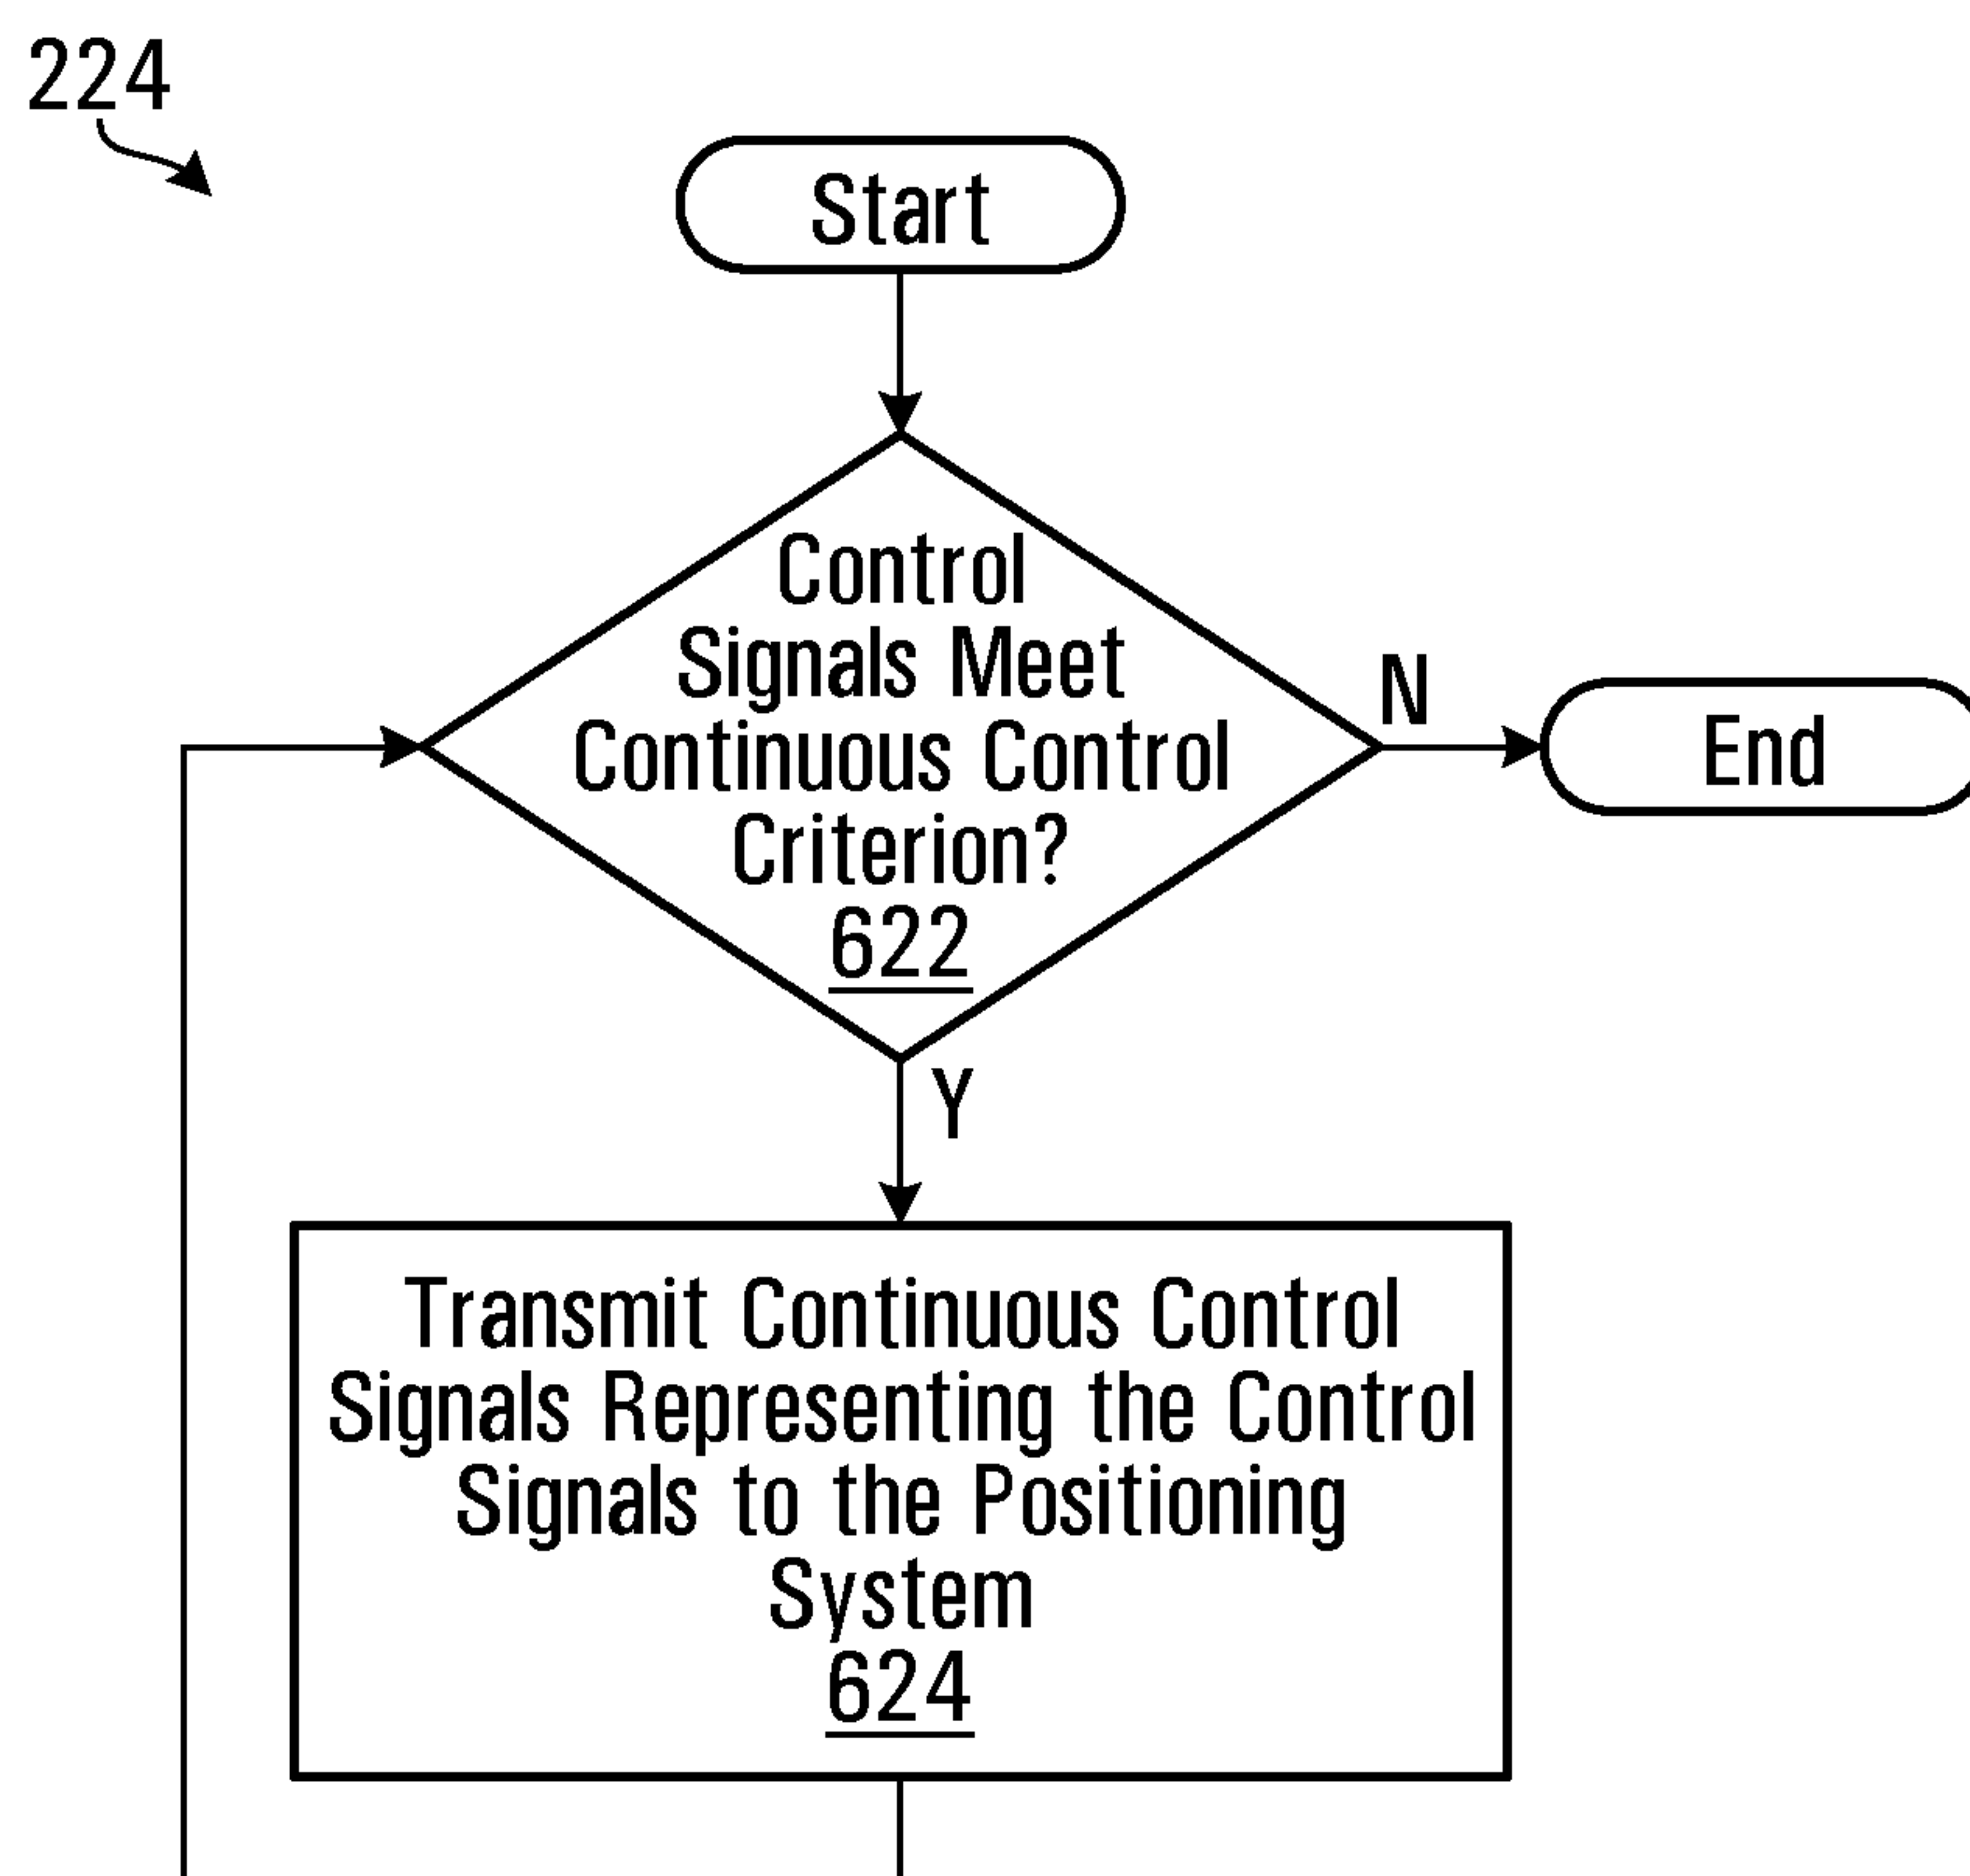 224
Start
Control
Signals Meet
Continuous Control
Criterion?
622
N
End
Y
Transmit Continuous Control
Signals Representing the Control
Signals to the Positioning
System
624